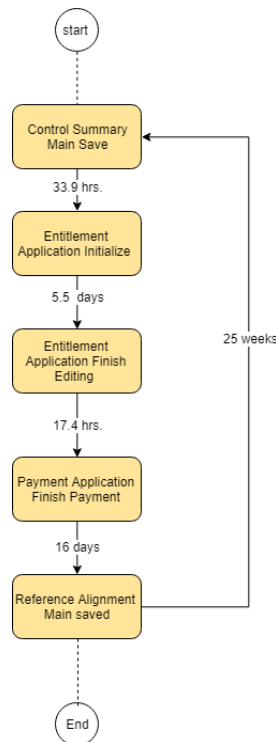 start
Control Summary
Main Save
33.9 hrs.
Entitlement
Application Initialize
5.5 days
Entitlement
Application Finish
Editing
25 weeks
17.4 hrs.
Payment Application
Finish Payment
16 days
Reference Alignment
Main saved
End